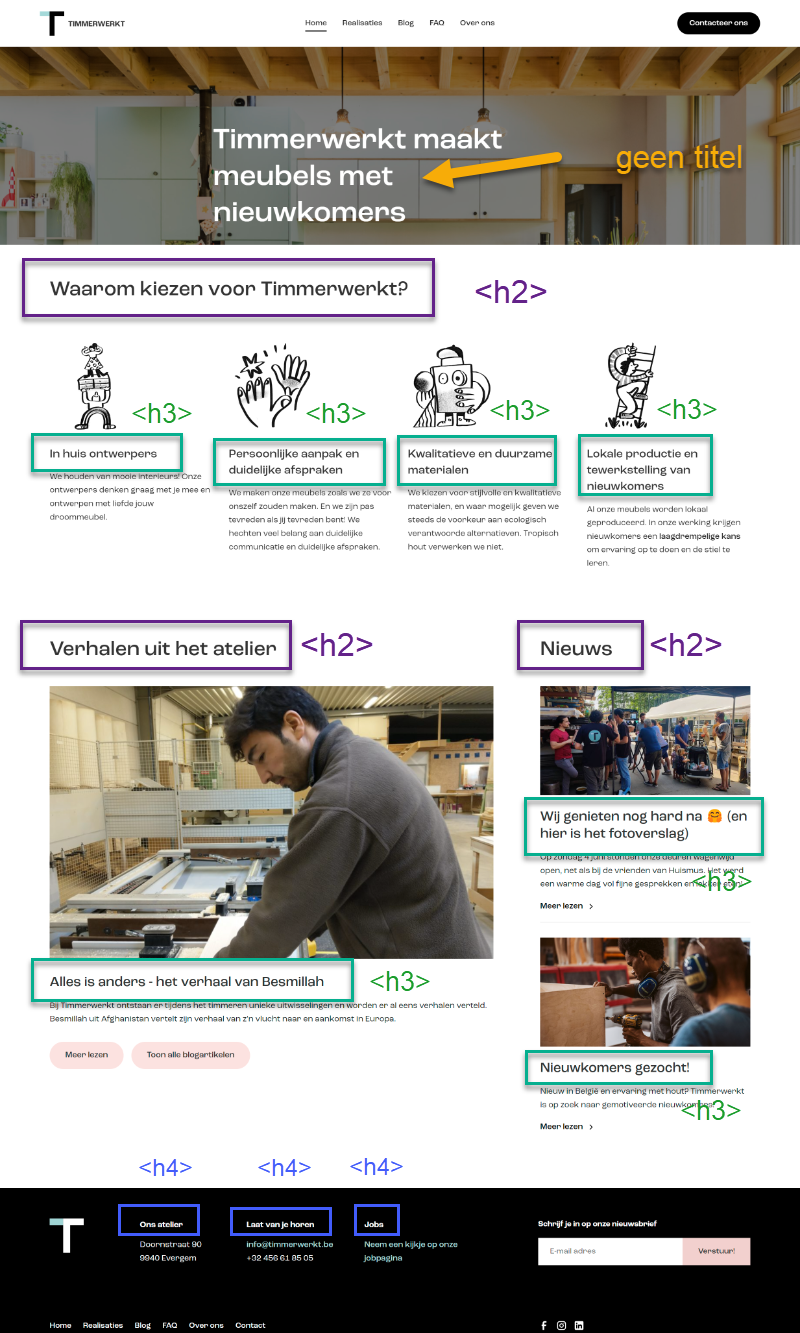 TIMMERWERKT
Home Realisaties Blog FAQ Over ons
Contacteer ons
Timmerwerkt maakt
meubels met
nieuwkomers
geen titel
Waarom kiezen voor Timmerwerkt?
<h2>
<h3>
<h3>
<h3>
<h3>
In huis ontwerpers
We houden van mooie interieurs! Onze
ontwerpers denken graag met je mee en
ontwerpen met liefde jouw
droommeubel.
Persoonlijke aanpak en
duidelijke afspraken
We maken onze meubels zoals we ze voor
onszelf zouden maken. En we zijn pas
tevreden als jij tevreden bent! We
hechten veel belang aan duidelijke
communicatie en duidelijke afspraken.
Kwalitatieve en duurzame
materialen
We kiezen voor stijlvolle en kwalitatieve
materialen, en waar mogelijk geven we
steeds de voorkeur aan ecologisch
verantwoorde alternatieven. Tropisch
hout verwerken we niet.
Lokale productie en
tewerkstelling van
nieuwkomers
Al onze meubels worden lokaal
geproduceerd. In onze werking krijgen
nieuwkomers een laagdrempelige kans
om ervaring op te doen en de stiel te
leren.
Verhalen uit het atelier
<h2>
Alles is anders - het verhaal van Besmillah
<h3>
Bij Timmerwerkt ontstaan er tijdens het timmeren unieke uitwisselingen en worden er al eens verhalen verteld.
Besmillah uit Afghanistan vertelt zijn verhaal van z'n vlucht naar en aankomst in Europa.
Meer lezen
Toon alle blogartikelen
Nieuws
<h2>
Wij genieten nog hard na 🤗 (en
hier is het fotoverslag)
Op zondag 4 juni stonden onze deuren wagenwijd
open, net als bij de vrienden van Huismus. Het werd
een warme dag vol fijne gesprekken en lekker eten!
<h3>
Meer lezen
Nieuwkomers gezocht!
Nieuw in België en ervaring met hout? Timmerwerkt
is op zoek naar gemotiveerde nieuwkomers!
<h3>
Meer lezen
<h4>
<h4>
<h4>
Ons atelier
Doornstraat 90
9940 Evergem
Laat van je horen
info@timmerwerkt.be
+32 456 61 85 05
Jobs
Neem een kijkje op onze
jobpagina
Schrijf je in op onze nieuwsbrief
E-mail adres
Verstuur!
Home Realisaties Blog FAQ Over ons Contact